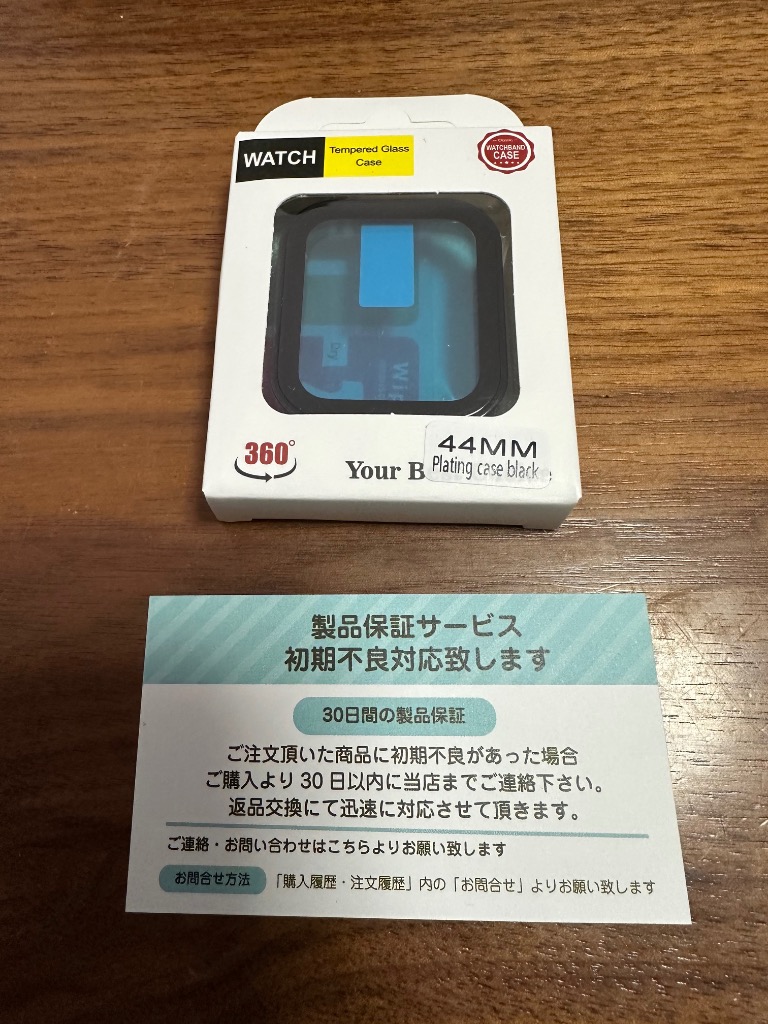 WATCH
Tempered Glass
Case
WATCHBAND
CASE
Dry
Wi
360°
Your B
44MM
Plating case black
製品保証サービス
初期不良対応致します
30日間の製品保証
ご注文頂いた商品に初期不良があった場合
ご購入より30日以内に当店までご連絡下さい。
返品交換にて迅速に対応させて頂きます。
ご連絡・お問い合わせはこちらよりお願い致します
お問合せ方法 「購入履歴・注文履歴」内の「お問合せ」よりお願い致します